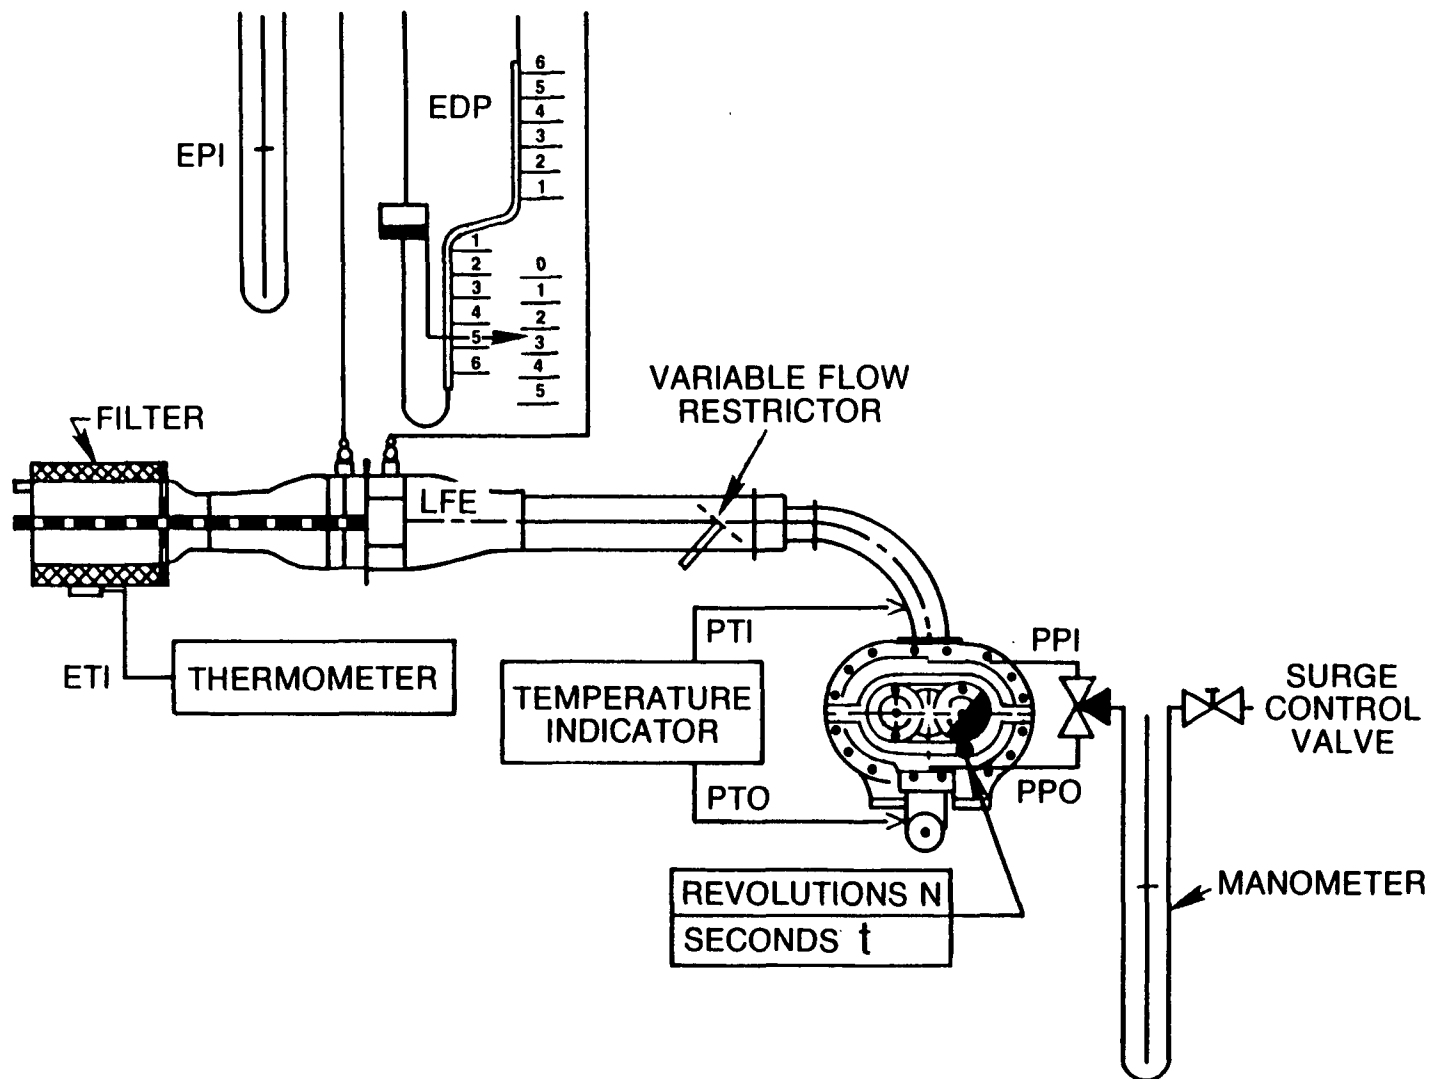 6
5
EDP
4
3
EPI
2
1
1
2
0
3
1
4
2
5
3
6
4
5
VARIABLE FLOW
RESTRICTOR
FILTER
LFE
PTI
PPI
ETI
THERMOMETER
TEMPERATURE
INDICATOR
SURGE
CONTROL
VALVE
PTO
PPO
REVOLUTIONS N
SECONDS t
MANOMETER